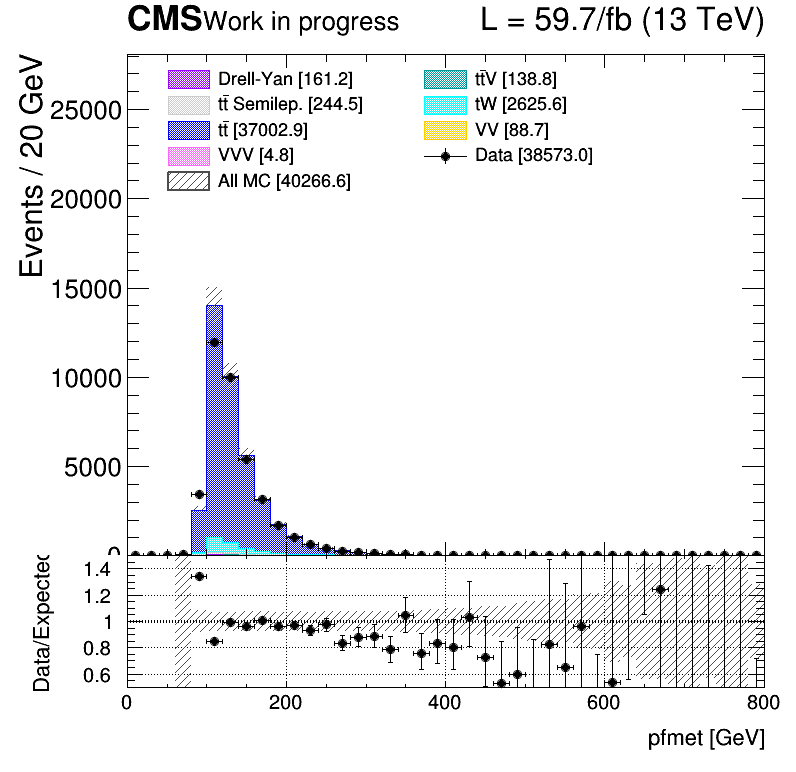 CMS Work in progress L = 59.7/fb (13 TeV)
Events / 20 GeV
Drell-Yan [161.2]
tt̄ Semilep. [244.5]
tt̄ [37002.9]
VVV [4.8]
All MC [40266.6]
tt̄V [138.8]
tW [2625.6]
VV [88.7]
Data [38573.0]
25000
20000
15000
10000
5000
0
Data/Expected
1.4
1.2
1
0.8
0.6
0 200 400 600 800
pfmet [GeV]